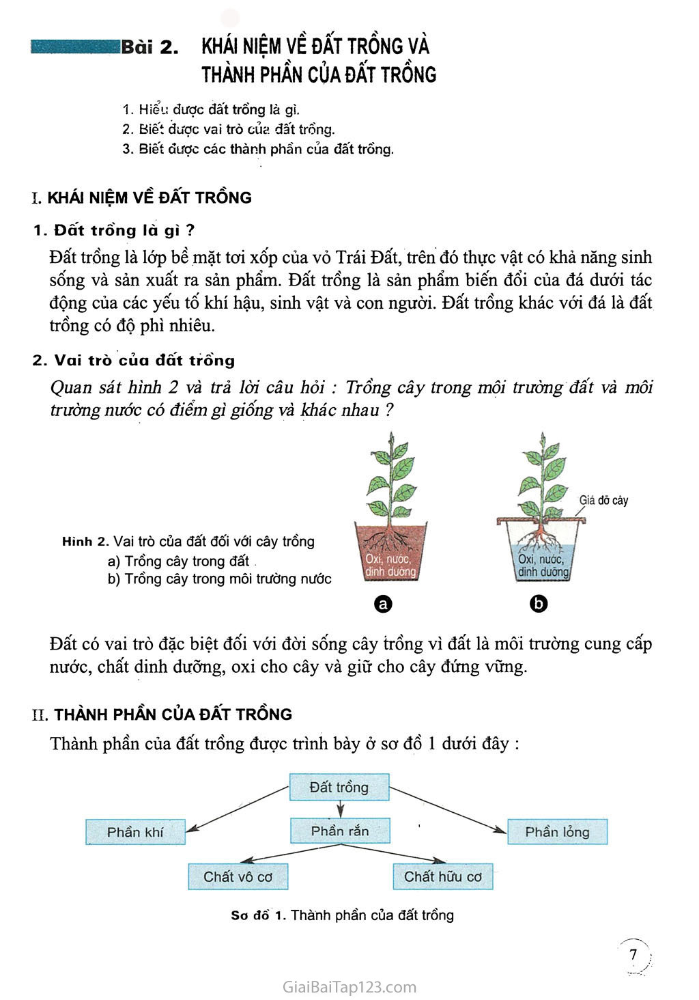 Bài 2. KHÁI NIỆM VỀ ĐẤT TRỒNG VÀ
THÀNH PHẦN CỦA ĐẤT TRỒNG
1. Hiểu được đất trồng là gì.
2. Biết được vai trò của đất trồng.
3. Biết được các thành phần của đất trồng.
I. KHÁI NIỆM VỀ ĐẤT TRỒNG
1. Đất trồng là gì ?
Đất trồng là lớp bề mặt tơi xốp của vỏ Trái Đất, trên đó thực vật có khả năng sinh
sống và sản xuất ra sản phẩm. Đất trồng là sản phẩm biến đổi của đá dưới tác
động của các yếu tố khí hậu, sinh vật và con người. Đất trồng khác với đá là đất
trồng có độ phì nhiêu.
2. Vai trò của đất trồng
Quan sát hình 2 và trả lời câu hỏi : Trồng cây trong môi trường đất và môi
trường nước có điểm gì giống và khác nhau ?
Giá đỡ cây
Hình 2. Vai trò của đất đối với cây trồng
a) Trồng cây trong đất
b) Trồng cây trong môi trường nước
Oxi, nước,
dinh dưỡng
Oxi, nước,
dinh dưỡng
a
b
Đất có vai trò đặc biệt đối với đời sống cây trồng vì đất là môi trường cung cấp
nước, chất dinh dưỡng, oxi cho cây và giữ cho cây đứng vững.
II. THÀNH PHẦN CỦA ĐẤT TRỒNG
Thành phần của đất trồng được trình bày ở sơ đồ 1 dưới đây :
Đất trồng
Phần khí
Phần rắn
Phần lỏng
Chất vô cơ
Chất hữu cơ
Sơ đồ 1. Thành phần của đất trồng
7
GiaiBaiTap123.com